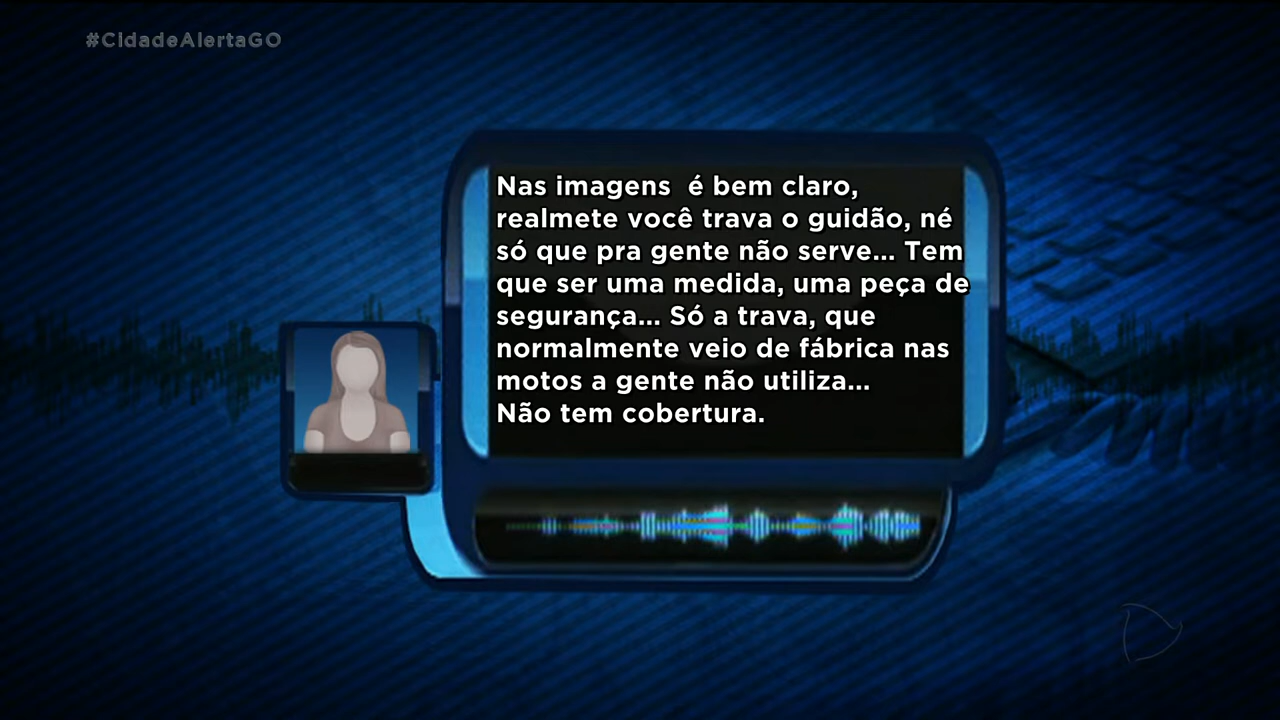 #CidadeAlertaGO
Nas imagens  é bem claro,
realmete você trava o guidão, né
só que pra gente não serve... Tem
que ser uma medida, uma peça de
segurança... Só a trava, que
normalmente veio de fábrica nas
motos a gente não utiliza...
Não tem cobertura.